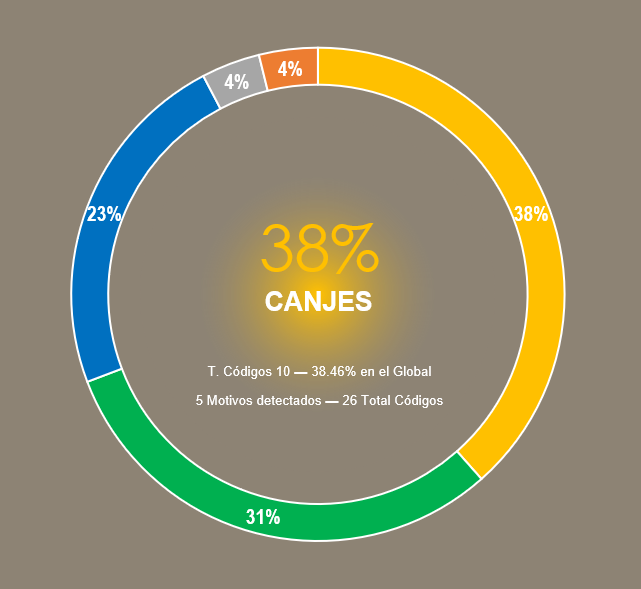 4%
4%
23%
38%
38%
CANJES
T. Códigos 10 — 38.46% en el Global
5 Motivos detectados — 26 Total Códigos
31%